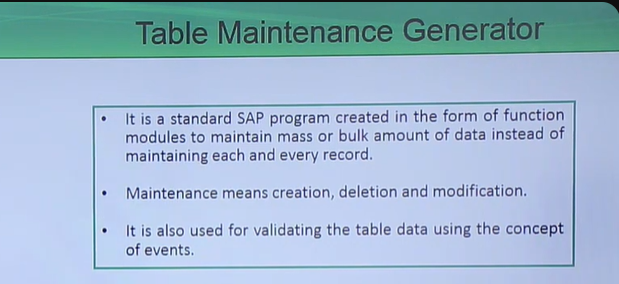 Table Maintenance Generator
• It is a standard SAP program created in the form of function
modules to maintain mass or bulk amount of data instead of
maintaining each and every record.
• Maintenance means creation, deletion and modification.
• It is also used for validating the table data using the concept
of events.